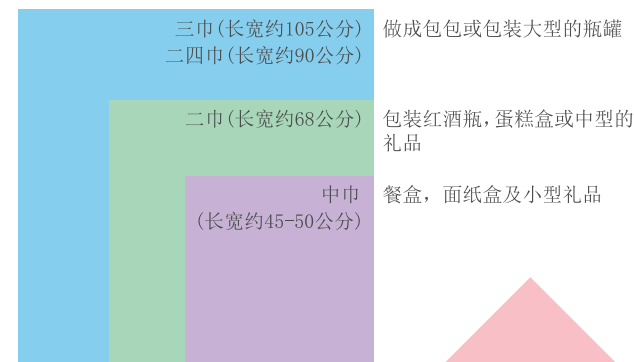 三巾(长宽约105公分) 做成包包或包装大型的瓶罐
二四巾(长宽约90公分)
二巾(长宽约68公分) 包装红酒瓶,蛋糕盒或中型的
礼品
中巾 餐盒，面纸盒及小型礼品
(长宽约45-50公分)